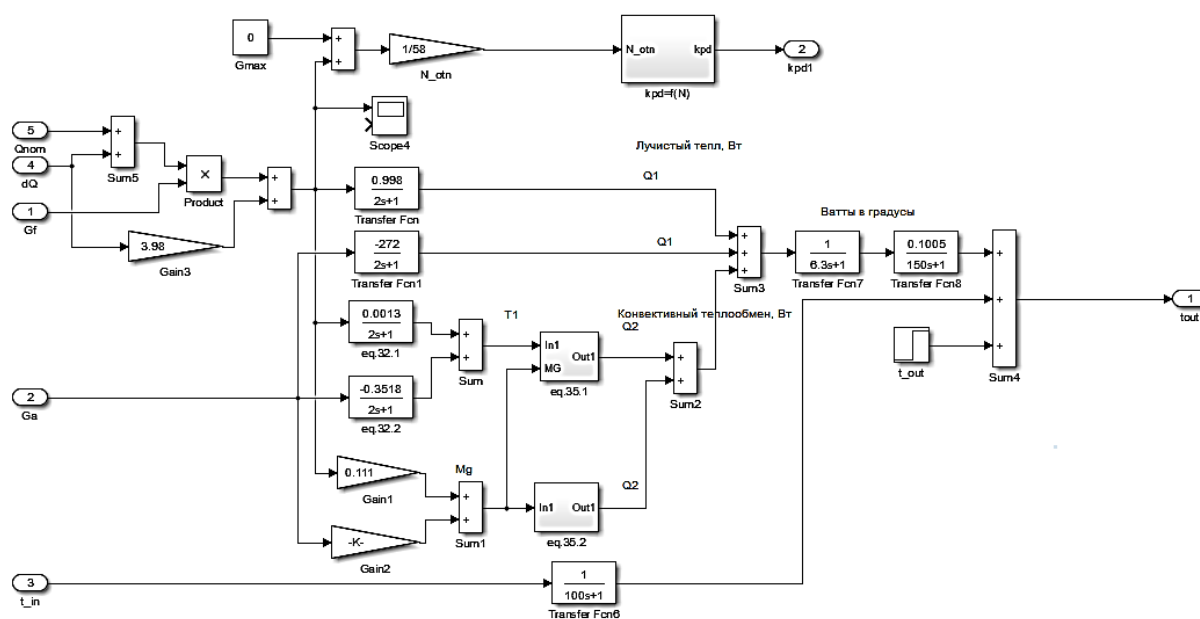 0
Gmax
+
+
1/58
N_otn
N_otn kpd
kpd=f(N)
2
kpd1
Scope4
5
Qnom
4
dQ
+
+
Sum5
×
Product
+
+
1
Gf
3.98
Gain3
Лучистый тепл, Вт
0.998
2s+1
Transfer Fcn
Q1
-272
2s+1
Transfer Fcn1
Q1
+
+
+
Sum3
Ватты в градусы
1
6.3s+1
Transfer Fcn7
0.1005
150s+1
Transfer Fcn8
+
+
+
Sum4
1
tout
t_out
0.0013
2s+1
eq.32.1
-0.3518
2s+1
eq.32.2
+
+
Sum
T1
In1
MG
Out1
eq.35.1
Конвективный теплообмен, Вт
Q2
+
+
Sum2
2
Ga
0.111
Gain1
-K-
Gain2
Mg
+
+
Sum1
In1 Out1
eq.35.2
Q2
3
t_in
1
100s+1
Transfer Fcn6